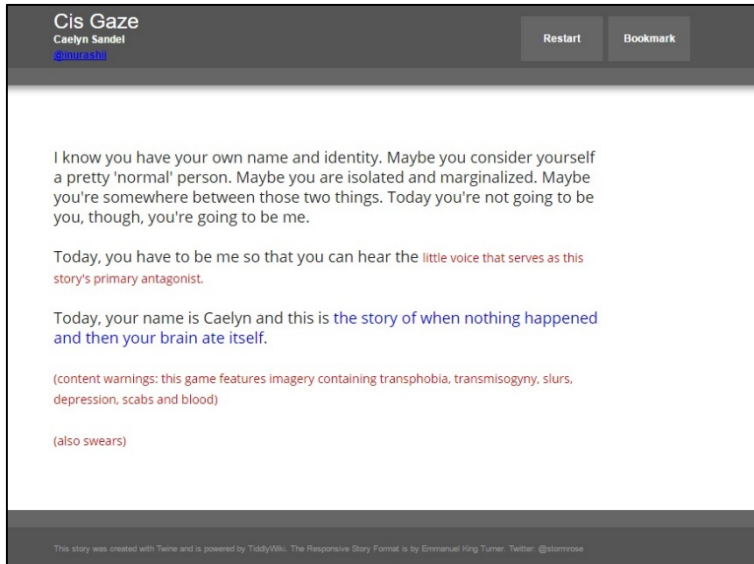 Cis Gaze
Caelyn Sandel
@inurashii
Restart
Bookmark
I know you have your own name and identity. Maybe you consider yourself
a pretty 'normal' person. Maybe you are isolated and marginalized. Maybe
you're somewhere between those two things. Today you're not going to be
you, though, you're going to be me.
Today, you have to be me so that you can hear the little voice that serves as this
story's primary antagonist.
Today, your name is Caelyn and this is the story of when nothing happened
and then your brain ate itself.
(content warnings: this game features imagery containing transphobia, transmisogyny, slurs,
depression, scabs and blood)
(also swears)
This story was created with Twine and is powered by TiddlyWiki. The Responsive Story Format is by Emmanuel King Turner. Twitter: @stormrose